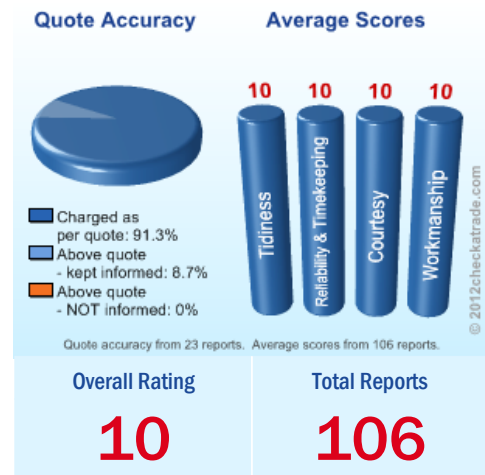 Quote Accuracy
Average Scores
10 10 10 10
Tidiness
Reliability & Timekeeping
Courtesy
Workmanship
Charged as
per quote: 91.3%
Above quote
- kept informed: 8.7%
Above quote
- NOT informed: 0%
© 2012checkatrade.com
Quote accuracy from 23 reports. Average scores from 106 reports.
Overall Rating
10
Total Reports
106